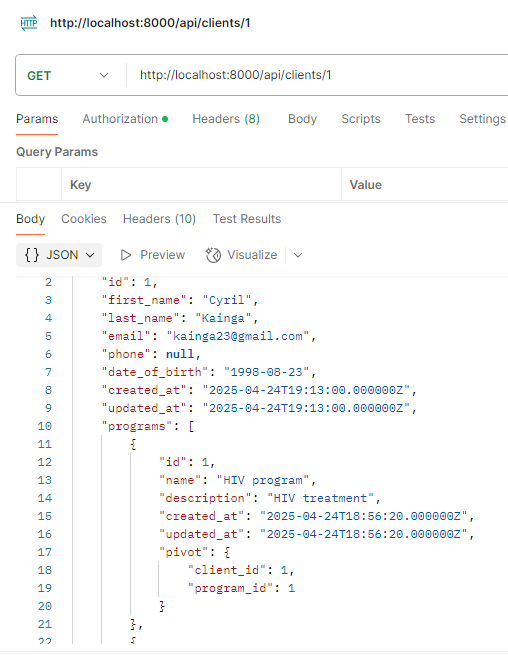 HTTP http://localhost:8000/api/clients/1
GET http://localhost:8000/api/clients/1
Params Authorization Headers (8) Body Scripts Tests Settings
Query Params
Key Value
Body Cookies Headers (10) Test Results
{} JSON Preview Visualize
2 "id": 1,
3 "first_name": "Cyril",
4 "last_name": "Kainga",
5 "email": "kainga23@gmail.com",
6 "phone": null,
7 "date_of_birth": "1998-08-23",
8 "created_at": "2025-04-24T19:13:00.000000Z",
9 "updated_at": "2025-04-24T19:13:00.000000Z",
10 "programs": [
11 {
12 "id": 1,
13 "name": "HIV program",
14 "description": "HIV treatment",
15 "created_at": "2025-04-24T18:56:20.000000Z",
16 "updated_at": "2025-04-24T18:56:20.000000Z",
17 "pivot": {
18 "client_id": 1,
19 "program_id": 1
20 }
21 },
22 {